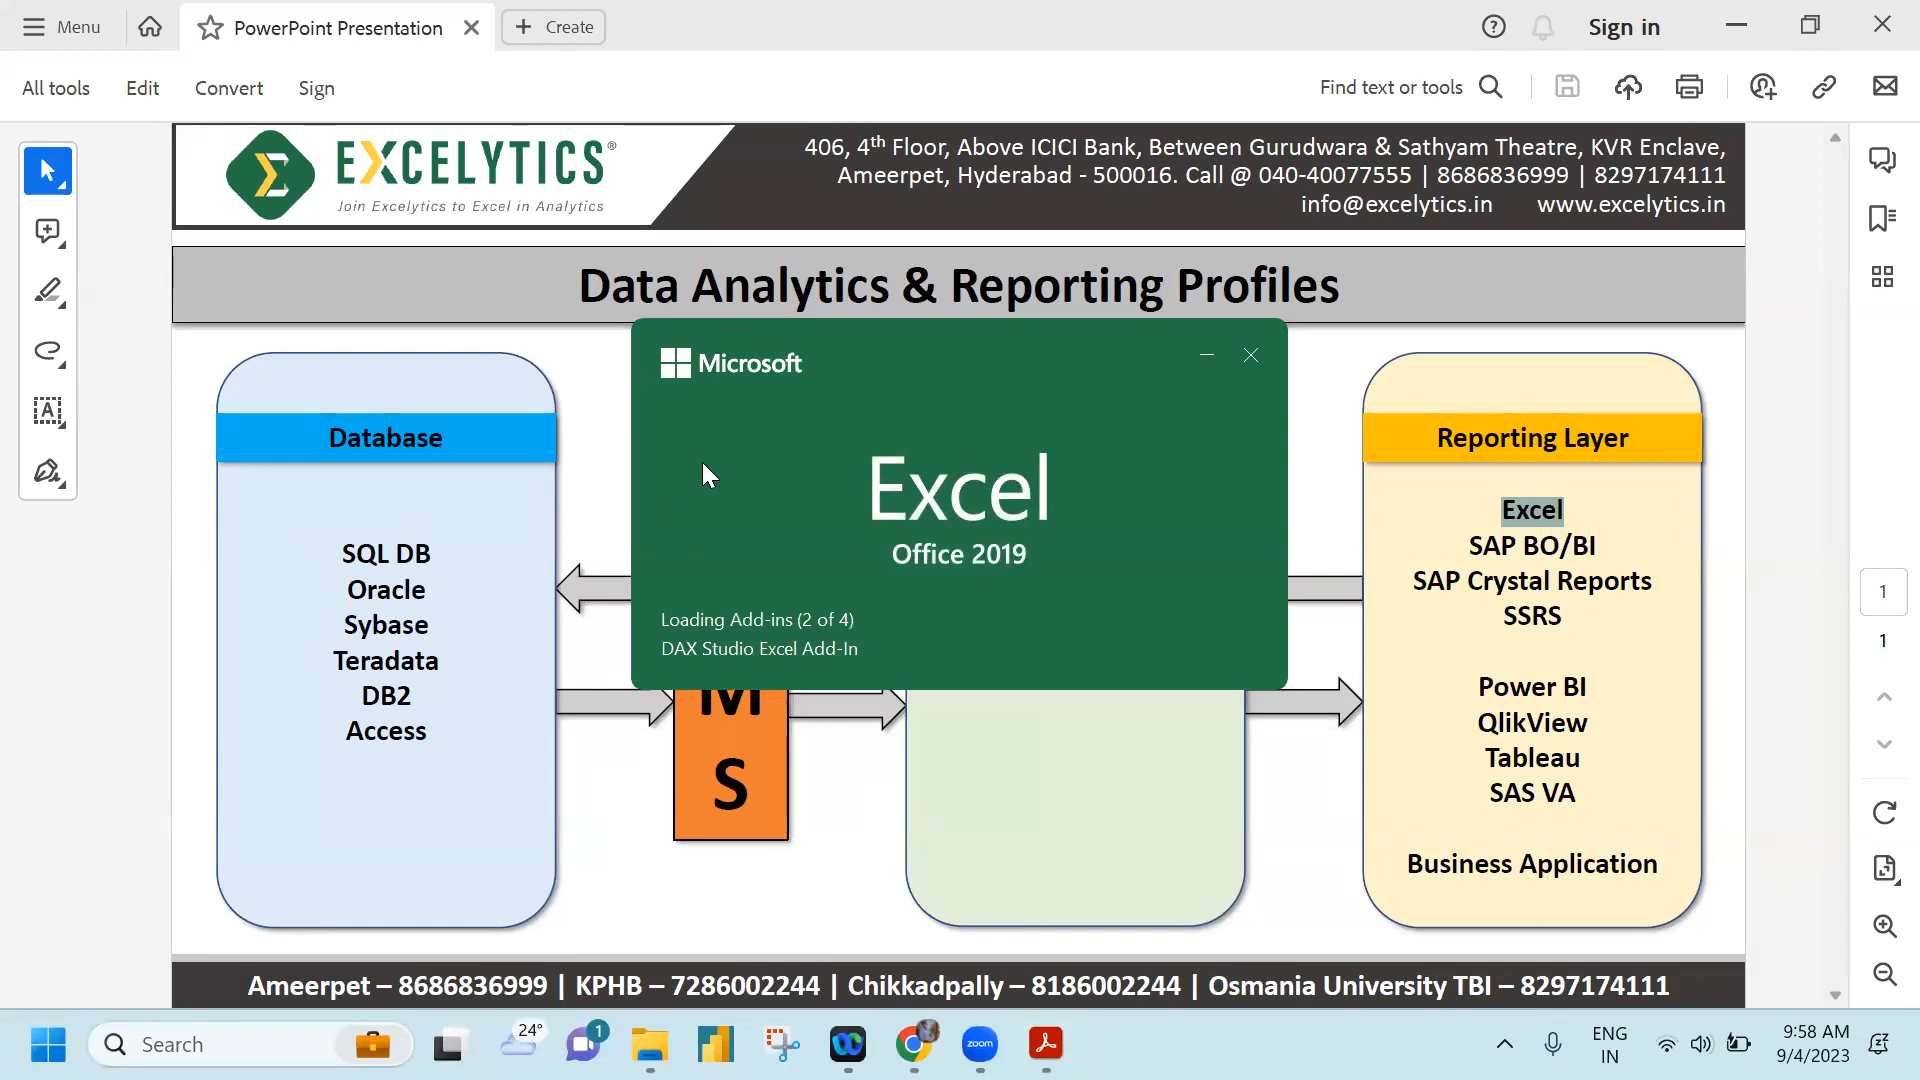 Menu
PowerPoint Presentation
Create
Sign in
All tools
Edit
Convert
Sign
Find text or tools
EXCELYTICS®
Join Excelytics to Excel in Analytics
406, 4th Floor, Above ICICI Bank, Between Gurudwara & Sathyam Theatre, KVR Enclave,
Ameerpet, Hyderabad - 500016. Call @ 040-40077555 | 8686836999 | 8297174111
info@excelytics.in www.excelytics.in
Data Analytics & Reporting Profiles
Database
SQL DB
Oracle
Sybase
Teradata
DB2
Access
Microsoft
Excel
Office 2019
Loading Add-ins (2 of 4)
DAX Studio Excel Add-In
M
S
Reporting Layer
Excel
SAP BO/BI
SAP Crystal Reports
SSRS
Power BI
QlikView
Tableau
SAS VA
Business Application
1
1
Ameerpet – 8686836999 | KPHB – 7286002244 | Chikkadpally – 8186002244 | Osmania University TBI – 8297174111
Search
24°
1
zoom
ENG
IN
9:58 AM
9/4/2023